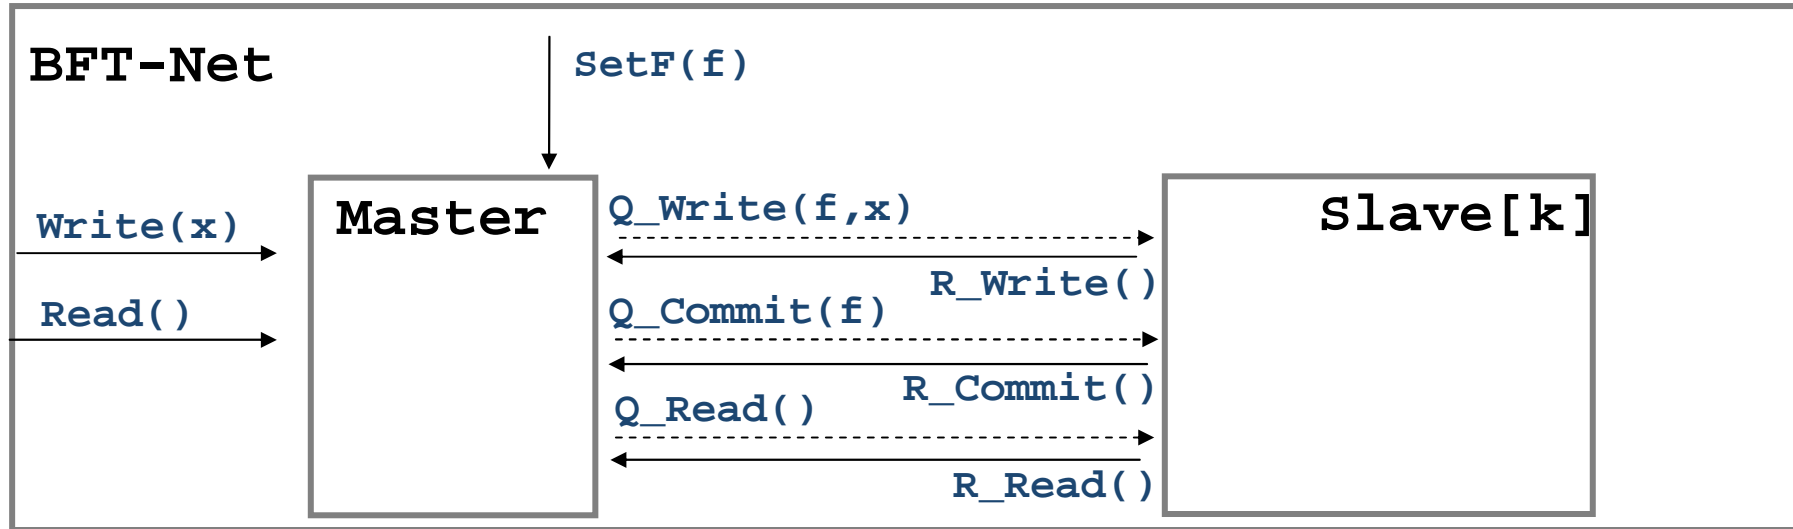 BFT-Net
SetF(f)
Write(x)
Read()
Master
Q_Write(f,x)
R_Write()
Q_Commit(f)
R_Commit()
Q_Read()
R_Read()
Slave[k]